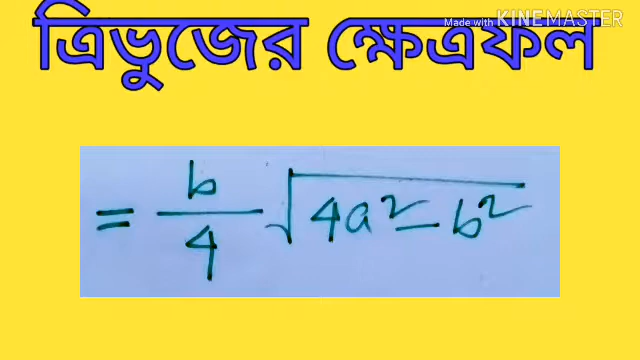 Made with KINEMASTER
ত্রিভুজের ক্ষেত্রফল
= b/4 √(4a² - b²)